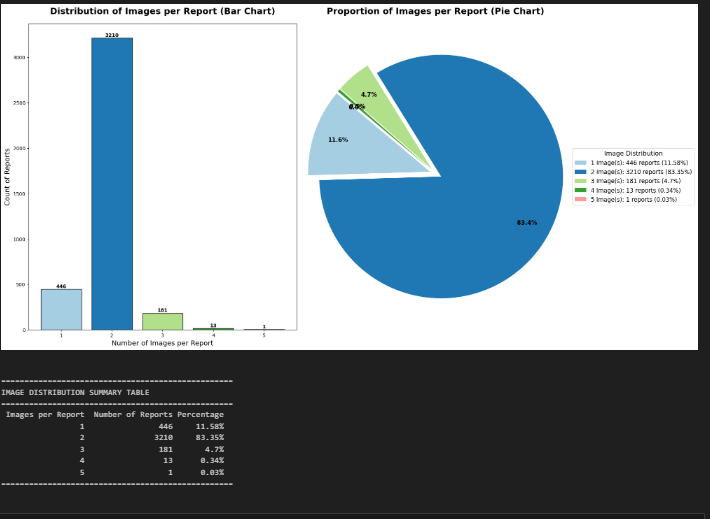 Distribution of Images per Report (Bar Chart)
3210
3000
2500
2000
1500
1000
500
0
446
181
13
1
1 2 3 4 5
Count of Reports
Number of Images per Report
Proportion of Images per Report (Pie Chart)
4.7%
11.6%
83.4%
Image Distribution
1 Image(s): 446 reports (11.58%)
2 Image(s): 3210 reports (83.35%)
3 Image(s): 181 reports (4.7%)
4 Image(s): 13 reports (0.34%)
5 Image(s): 1 reports (0.03%)
==================================================
IMAGE DISTRIBUTION SUMMARY TABLE
==================================================
Images per Report Number of Reports Percentage
1 446 11.58%
2 3210 83.35%
3 181 4.7%
4 13 0.34%
5 1 0.03%
==================================================